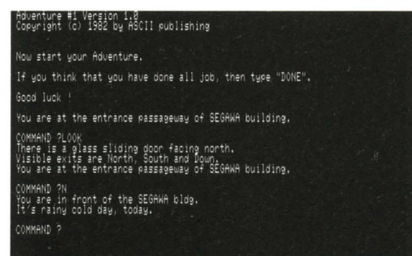 Adventure #1 Version 1.0
Copyright (c) 1982 by ASCII publishing
Now start your Adventure.
If you think that you have done all job, then type "DONE".
Good luck !
You are at the entrance passageway of SEGAWA building.
COMMAND ?LOOK
There is a glass sliding door facing north.
Visible exits are North, South and Down.
You are at the entrance passageway of SEGAWA building.
COMMAND ?N
You are in front of the SEGAWA bldg.
It's rainy cold day, today.
COMMAND ?